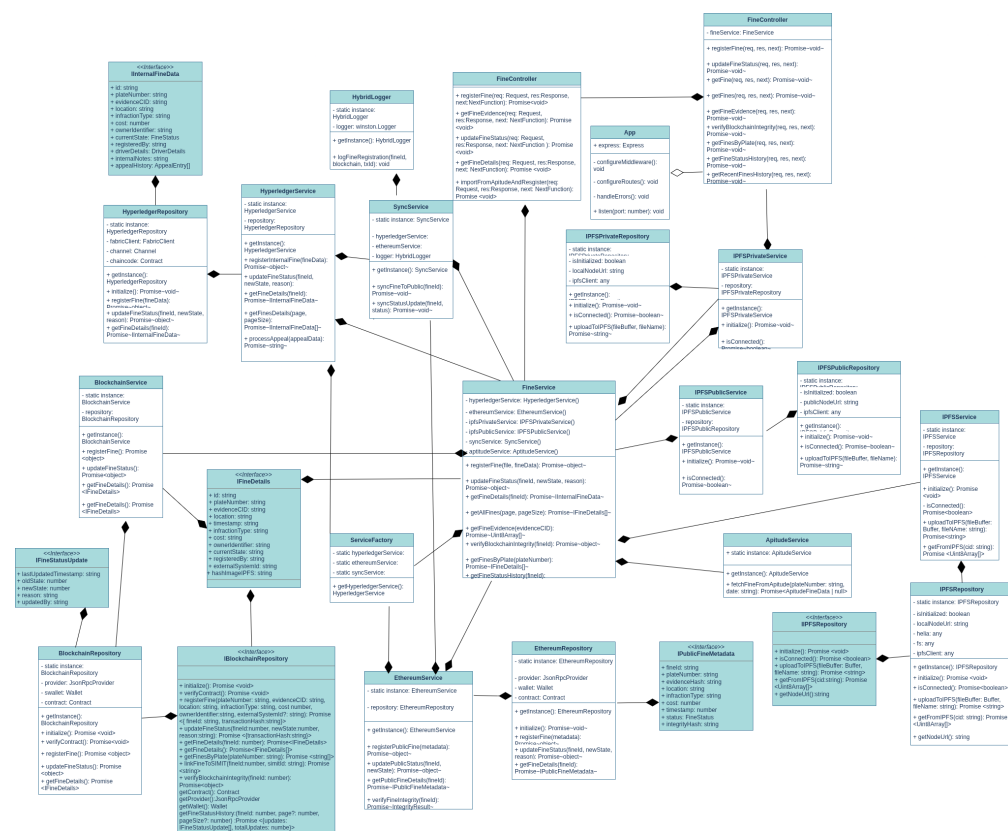 FineController
- fineService: FineService
+ registerFine(req, res, next): Promise~void~
+ updateFineStatus(req, res, next):
Promise~void~
+ getFine(req, res, next): Promise~void~
+ getFines(req, res, next): Promise~void~
+ getFineEvidence(req, res, next):
Promise~void~
+ verifyBlockchainIntegrity(req, res, next):
Promise~void~
+ getFinesByPlate(req, res, next):
Promise~void~
+ getFineStatusHistory(req, res, next):
Promise~void~
+ getRecentFinesHistory(req, res, next):
Promise~void~
<<Interface>>
IInternalFineData
+ id: string
+ plateNumber: string
+ evidenceCID: string
+ location: string
+ infractionType: string
+ cost: number
+ ownerIdentifier: string
+ currentState: FineStatus
+ registeredBy: string
+ driverDetails: DriverDetails
+ internalNotes: string
+ appealHistory: AppealEntry[]
HybridLogger
- static instance:
HybridLogger
- logger: winston.Logger
+ getInstance(): HybridLogger
+ logFineRegistration(fineId,
blockchain, txId): void
FineController
+ registerFine(req: Request, res:Response,
next:NextFunction): Promise<void>
+ getFineEvidence(req: Request,
res:Response, next: NextFunction): Promise
<void>
+ updateFineStatus(req: Request,
res:Response, next: NextFunction ): Promise
<void>
+ getFineDetails(req: Request, res:Response,
next: NextFunction): Promise <void>
+ importFromApitudeAndRegister(req:
Request, res:Response, next: NextFunction):
Promise <void>
App
+ express: Express
- configureMiddleware():
void
- configureRoutes(): void
- handleErrors(): void
+ listen(port: number): void
HyperledgerRepository
- static instance:
HyperledgerRepository
- fabricClient: FabricClient
- channel: Channel
- chaincode: Contract
+ getInstance():
HyperledgerRepository
+ initialize(): Promise~void~
+ registerFine(fineData):
Promise~object~
+ updateFineStatus(fineId, newState,
reason): Promise~object~
+ getFineDetails(fineId):
Promise~IInternalFineData~
HyperledgerService
- static instance:
HyperledgerService
- repository:
HyperledgerRepository
+ getInstance():
HyperledgerService
+ registerInternalFine(fineData):
Promise~object~
+ updateFineStatus(fineId,
newState, reason):
+ getFineDetails(fineId):
Promise~IInternalFineData~
+ getFinesDetails(page,
pageSize):
Promise~IInternalFineData[]~
+ processAppeal(appealData):
Promise~string~
SyncService
- static instance: SyncService
- hyperledgerService:
- ethereumService:
- logger: HybridLogger
+ getInstance(): SyncService
+ syncFineToPublic(fineId):
Promise~void~
+ syncStatusUpdate(fineId,
status): Promise~void~
IPFSPrivateRepository
- static instance:
- isInitialized: boolean
- localNodeUrl: string
- ipfsClient: any
+ getInstance():
+ initialize(): Promise~void~
+ isConnected(): Promise~boolean~
+ uploadToIPFS(fileBuffer, fileName):
Promise~string~
IPFSPrivateService
- static instance:
IPFSPrivateService
- repository:
IPFSPrivateRepository
+ getInstance():
IPFSPrivateService
+ initialize(): Promise~void~
+ isConnected():
Promise~boolean~
BlockchainService
- static instance:
BlockchainService
- repository:
BlockchainRepository
+ getInstance():
BlockchainService
+ registerFine(): Promise
<object>
+ updateFineStatus():
Promise<object>
+ getFineDetails(): Promise
<IFineDetails>
+ getFineDetails(): Promise
<IFineDetails>
FineService
- hyperledgerService: HyperledgerService()
- ethereumService: EthereumService()
- ipfsPrivateService: IPFSPrivateService()
- ipfsPublicService: IPFSPublicService()
- syncService: SyncService()
- aptitudeService: AptitudeService()
+ registerFine(file, fineData): Promise~object~
+ updateFineStatus(fineId, newState, reason):
Promise~object~
+ getFineDetails(fineId): Promise~IInternalFineData~
+ getAllFines(page, pageSize): Promise~IFineDetails[]~
+ getFineEvidence(evidenceCID):
Promise~Uint8Array[]~
+ verifyBlockchainIntegrity(fineId): Promise~object~
+ getFinesByPlate(plateNumber):
Promise~IFineDetails[]~
+ getFineStatusHistory(fineId):
IPFSPublicService
- static instance:
IPFSPublicService
- repository:
IPFSPublicRepository
+ getInstance():
IPFSPublicService
+ initialize(): Promise~void~
+ isConnected():
Promise~boolean~
IPFSPublicRepository
- static instance:
- isInitialized: boolean
- publicNodeUrl: string
- ipfsClient: any
+ getInstance():
+ initialize(): Promise~void~
+ isConnected(): Promise~boolean~
+ uploadToIPFS(fileBuffer, fileName):
Promise~string~
IPFSService
- static instance:
IPFSService
- repository:
IPFSRepository
+ getInstance():
IPFSService
+ initialize(): Promise
<void>
- isConnected():
Promise<boolean>
+ uploadToIPFS(fileBuffer:
Buffer, fileName: string):
Promise<string>
+ getFromIPFS(cid: string):
Promise <UintlArray[]>
<<Interface>>
IFineDetails
+ id: string
+ plateNumber: string
+ evidenceCID: string
+ location: string
+ timestamp: string
+ infractionType: string
+ cost: string
+ ownerIdentifier: string
+ currentState: string
+ registeredBy: string
+ externalSystemId: string
+ hashImageIPFS: string
ServiceFactory
- static hyperledgerService:
- static ethereumService:
- static syncService:
+ getHyperledgerService():
HyperledgerService
ApitudeService
+ static instance: ApitudeService
+ getInstance(): ApitudeService
+ fetchFineFromApitude(plateNumber: string,
date: string): Promise<ApitudeFineData | null>
<<Interface>>
IFineStatusUpdate
+ lastUpdatedTimestamp: string
+ oldState: number
+ newState: number
+ reason: string
+ updatedBy: string
BlockchainRepository
- static instance:
BlockchainRepository
- provider: JsonRpcProvider
- swallet: Wallet
- contract: Contract
+ getInstance():
BlockchainRepository
+ initialize(): Promise <void>
+ verifyContract(): Promise<void>
+ registerFine(): Promise <object>
+ updateFineStatus(): Promise
<object>
+ getFineDetails(): Promise
<IFineDetails>
<<Interface>>
IBlockchainRepository
+ initialize(): Promise <void>
+ verifyContract(): Promise <void>
+ registerFine(plateNumber: string, evidenceCID: string,
location: string, infractionType: string, cost number,
ownerIdentifier:string, externalSystemId?: string): Promise
<{ fineId: string, transactionHash:string}>
+ updateFineStatus(fineId:number, newState:number,
reason:string): Promise <{transactionHash:string}>
+ getFineDetails(fineId: number): Promise<IFineDetails>
+ getFineDetails(): Promise <IFineDetails[]>
+ getFinesByPlate(plateNumber: string): Promise <string[]>
+ linkFineToSIMIT(fineId:number, simitId: string): Promise
<string>
+ verifyBlockchainIntegrity(fineId: number):
Promise<object>
getContract(): Contract
getProvider():JsonRpcProvider
getWallet(): Wallet
getFineStatusHistory:(fineId: number, page?: number,
pageSize?: number) :Promise <{updates:
IFineStatusUpdate[], totalUpdates: numbe}>
EthereumService
- static instance: EthereumService
- repository: EthereumRepository
+ getInstance(): EthereumService
+ registerPublicFine(metadata):
Promise~object~
+ updatePublicStatus(fineId,
newState): Promise~object~
+ getPublicFineDetails(fineId):
Promise~IPublicFineMetadata~
+ verifyFineIntegrity(fineId):
Promise~IntegrityResult~
EthereumRepository
- static instance: EthereumRepository
- provider: JsonRpcProvider
- wallet: Wallet
- contract: Contract
+ getInstance(): EthereumRepository
+ initialize(): Promise~void~
+ registerFine(metadata):
Promise~object~
+ updateFineStatus(fineId, newState,
reason): Promise~object~
+ getFineDetails(fineId):
Promise~IPublicFineMetadata~
<<Interface>>
IPublicFineMetadata
+ fineId: string
+ plateNumber: string
+ evidenceHash: string
+ location: string
+ infractionType: string
+ cost: number
+ timestamp: number
+ status: FineStatus
+ integrityHash: string
<<Interface>>
IIPFSRepository
+ initialize(): Promise <void>
+ isConnected(): Promise <boolean>
+ uploadToIPFS(fileBuffer: Buffer,
fileName: string): Promise <string>
+ getFromIPFS(cid:string): Promise
<Uint8Array[]>
+ getNodeUrl():string
IPFSRepository
- static instance: IPFSRepository
- isInitialized: boolean
- localNodeUrl: string
- helia: any
- fs: any
- ipfsClient: any
+ getInstance(): IPFSRepository
+ initialize(): Promise <void>
+ isConnected(): Promise<boolean>
+ uploadToIPFS(fileBuffer: Buffer,
fileName: string): Promise <string>
+ getFromIPFS(cid: string): Promise
<UintlArray[]>
+ getNodeUrl(): string